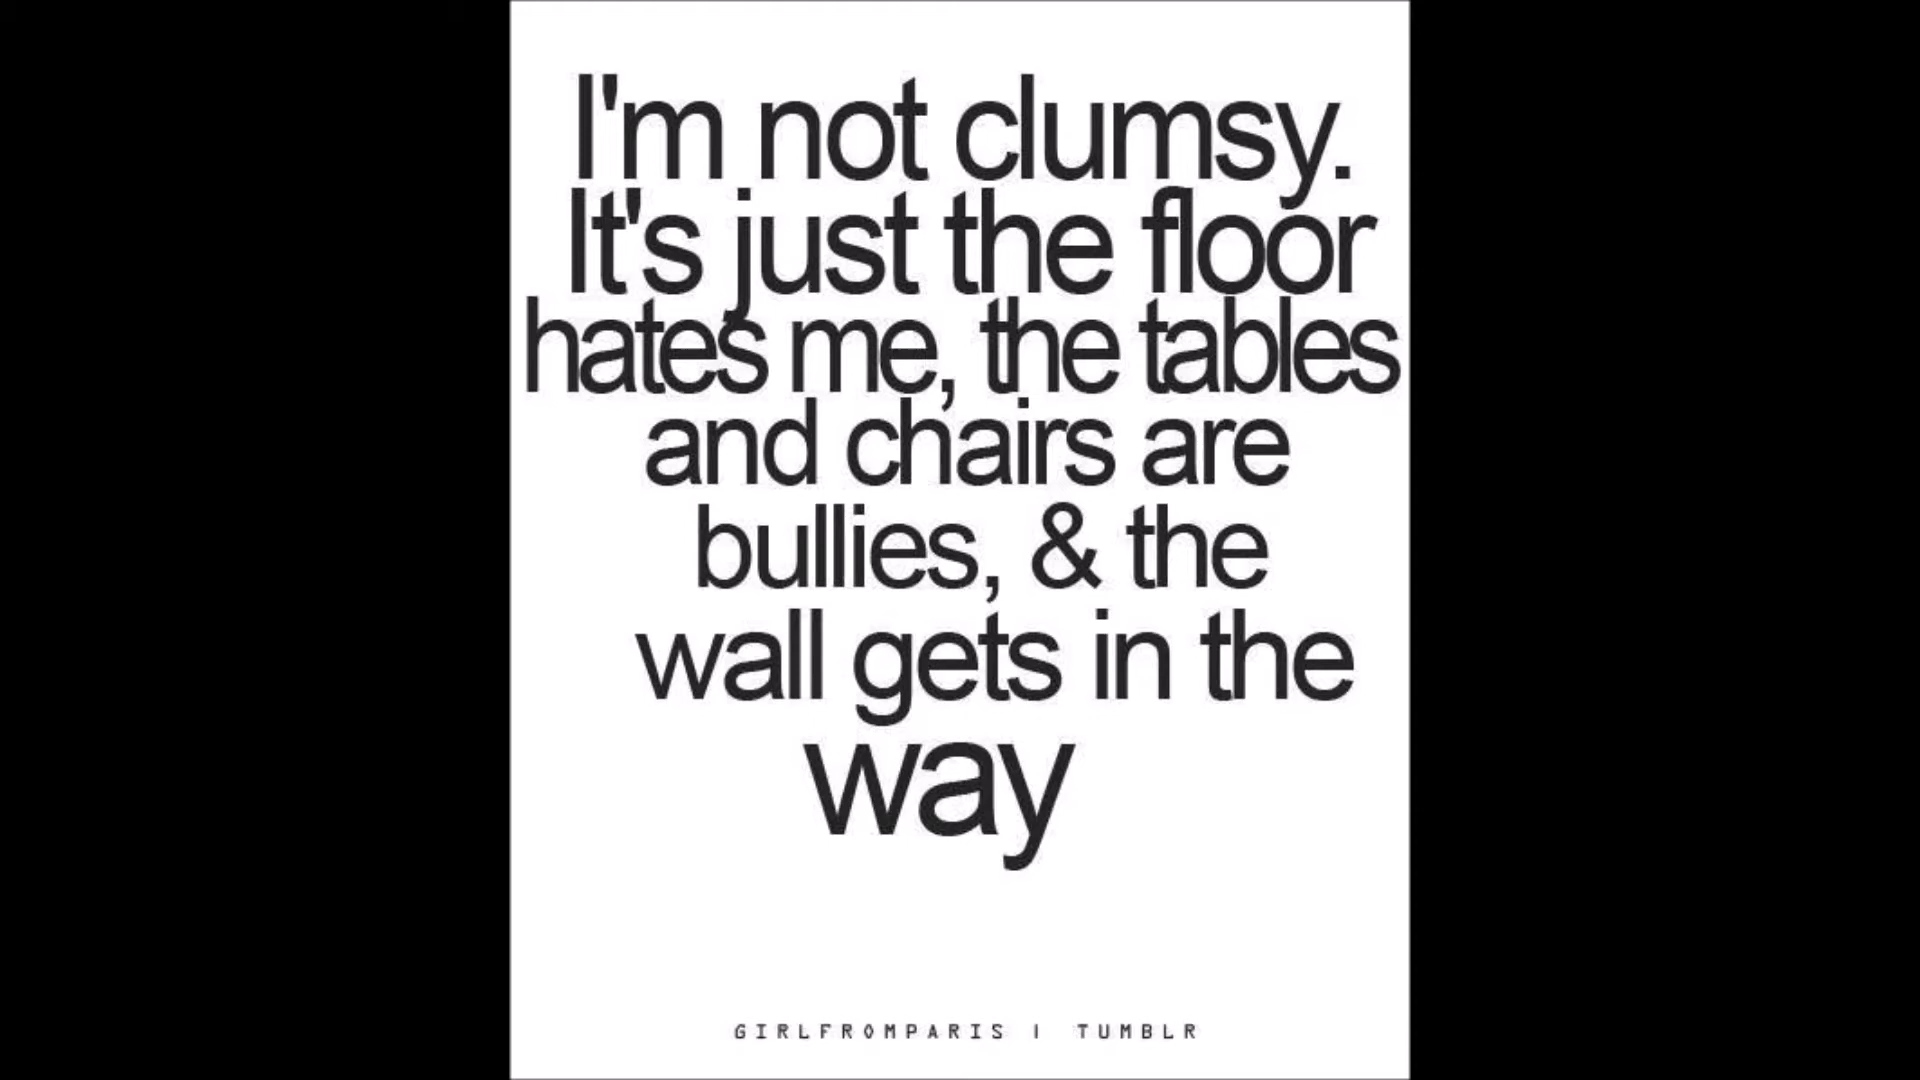 I'm not clumsy.
It's just the floor
hates me, the tables
and chairs are
bullies, & the
wall gets in the
way
GIRLFROMPARIS | TUMBLR